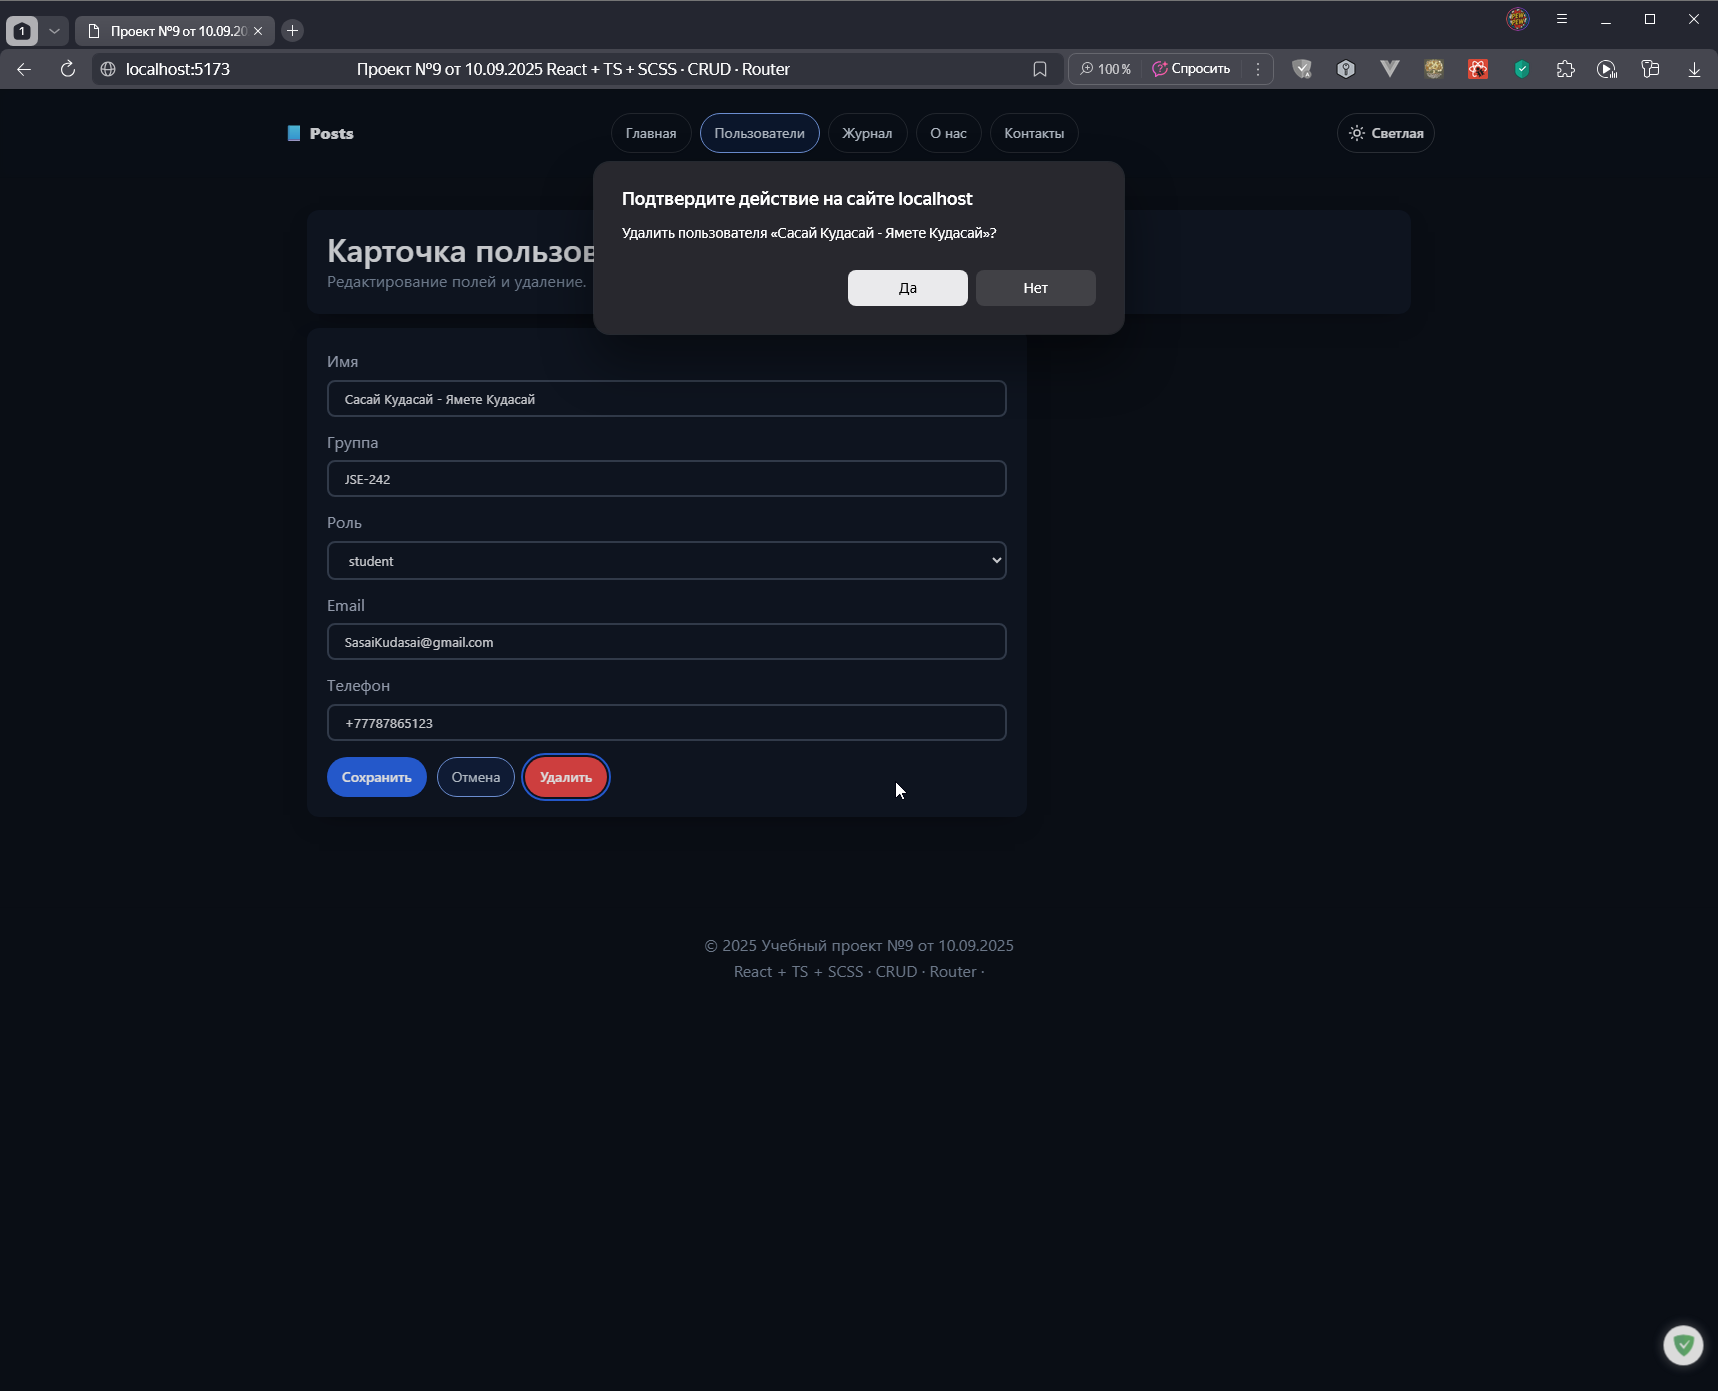 1
Проект №9 от 10.09.20
localhost:5173
Проект №9 от 10.09.2025 React + TS + SCSS · CRUD · Router
100 %
Спросить
Posts
Главная
Пользователи
Журнал
О нас
Контакты
Светлая
Подтвердите действие на сайте localhost
Удалить пользователя «Сасай Кудасай - Ямете Кудасай»?
Да
Нет
Карточка пользов
Редактирование полей и удаление.
Имя
Сасай Кудасай - Ямете Кудасай
Группа
JSE-242
Роль
student
Email
SasaiKudasai@gmail.com
Телефон
+77787865123
Сохранить
Отмена
Удалить
© 2025 Учебный проект №9 от 10.09.2025
React + TS + SCSS · CRUD · Router ·